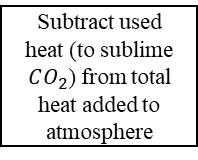 Subtract used
heat (to sublime
𝐶𝑂₂) from total
heat added to
atmosphere